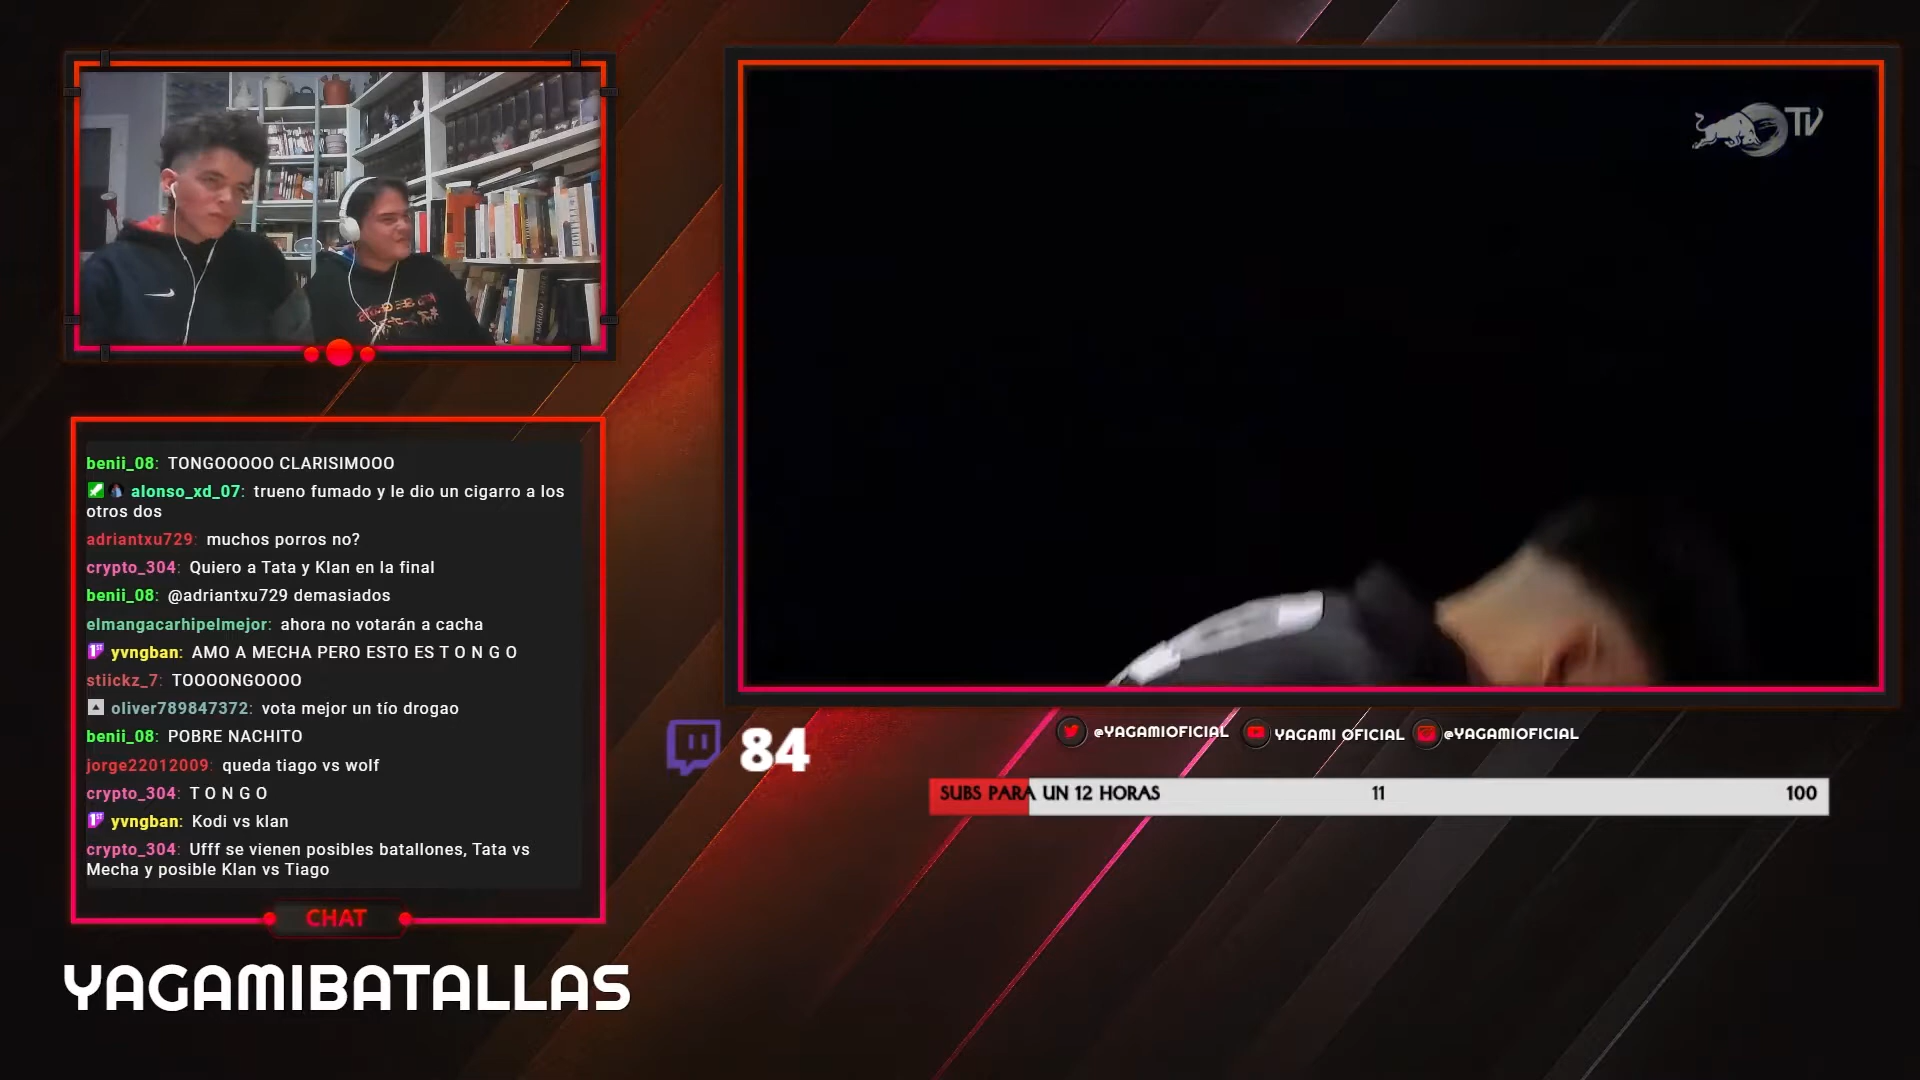 TV
benii_08: TONGOOOOO CLARISIMOOO
alonso_xd_07: trueno fumado y le dio un cigarro a los
otros dos
adriantxu729: muchos porros no?
crypto_304: Quiero a Tata y Klan en la final
benii_08: @adriantxu729 demasiados
elmangacarhipelmejor: ahora no votarán a cacha
yvngban: AMO A MECHA PERO ESTO ES T O N G O
stiickz_7: TOOOONGOOOO
oliver789847372: vota mejor un tío drogao
benii_08: POBRE NACHITO
jorge22012009: queda tiago vs wolf
crypto_304: T O N G O
yvngban: Kodi vs klan
crypto_304: Ufff se vienen posibles batallones, Tata vs
Mecha y posible Klan vs Tiago
CHAT
84
@YAGAMIOFICIAL YAGAMI OFICIAL @YAGAMIOFICIAL
SUBS PARA UN 12 HORAS 11 100
YAGAMIBATALLAS